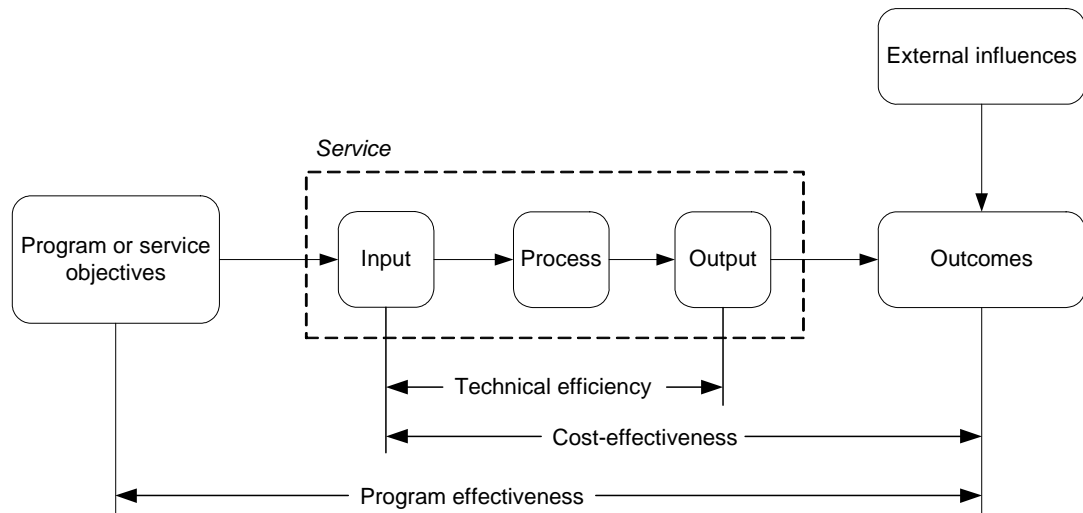 External influences
Service
Program or service
objectives
Input
Process
Output
Outcomes
Technical efficiency
Cost-effectiveness
Program effectiveness